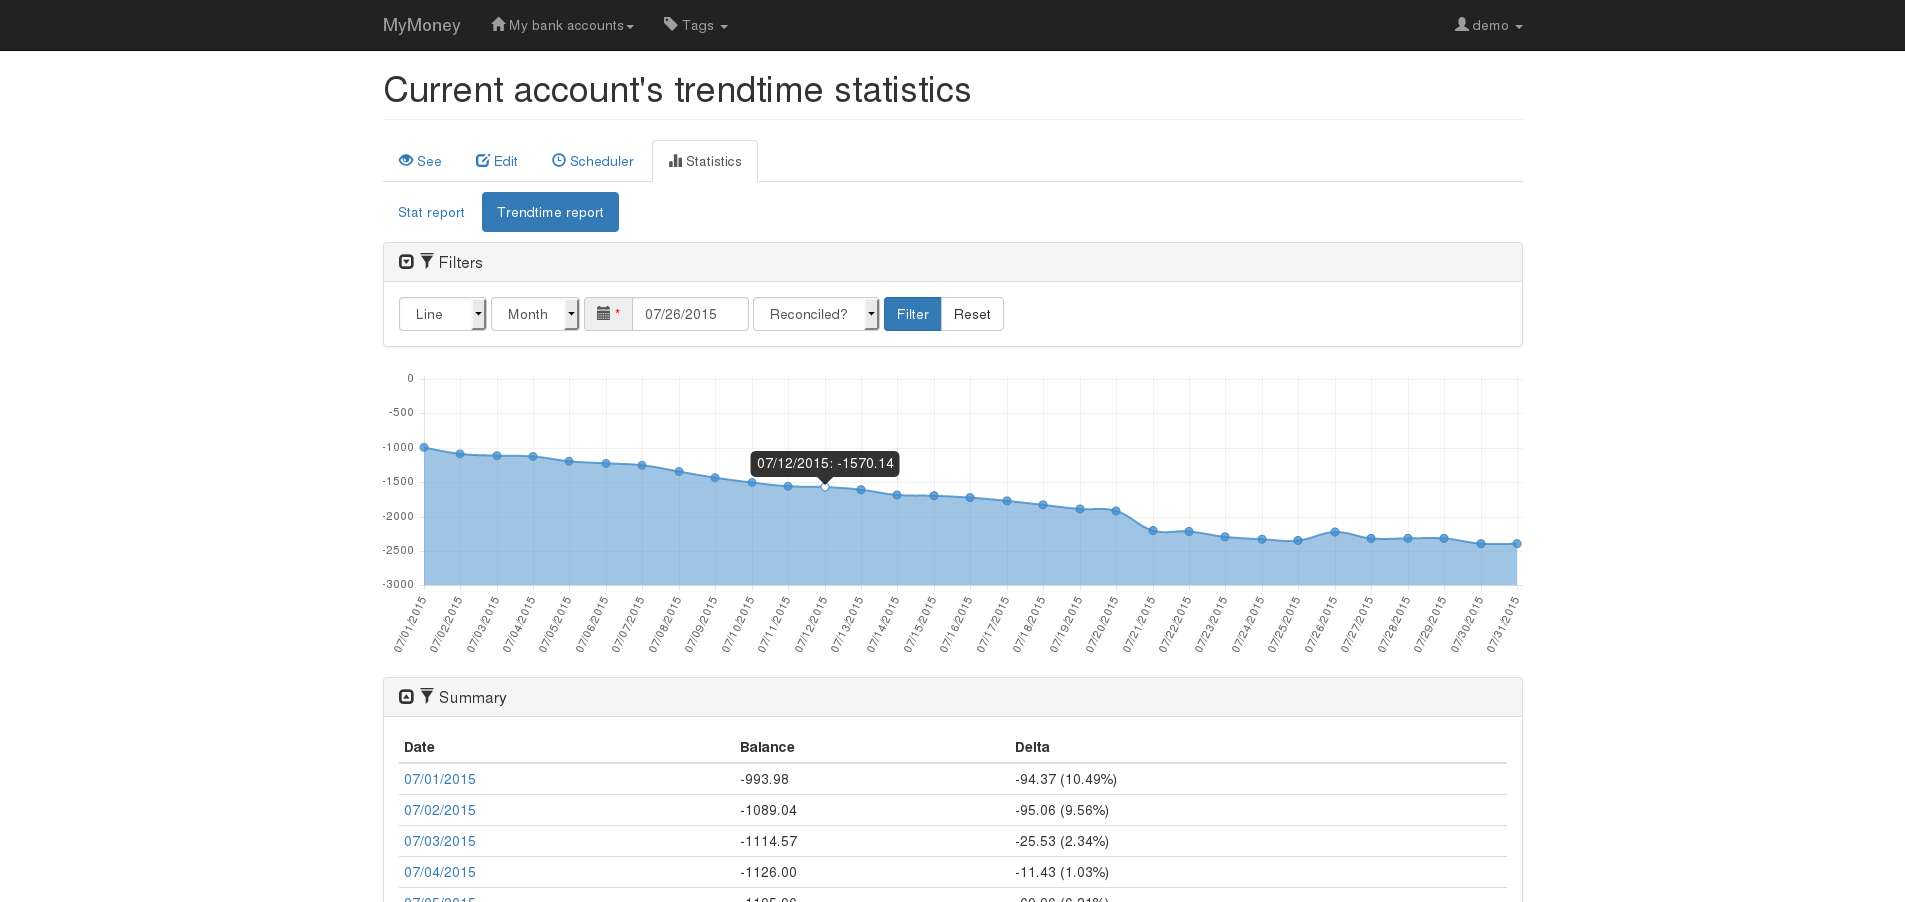 MyMoney My bank accounts Tags demo
Current account's trendtime statistics
See Edit Scheduler Statistics
Stat report Trendtime report
Filters
Line Month * 07/26/2015 Reconciled? Filter Reset
0
-500
-1000
-1500
-2000
-2500
-3000
07/12/2015: -1570.14
07/01/2015 07/02/2015 07/03/2015 07/04/2015 07/05/2015 07/06/2015 07/07/2015 07/08/2015 07/09/2015 07/10/2015 07/11/2015 07/12/2015 07/13/2015 07/14/2015 07/15/2015 07/16/2015 07/17/2015 07/18/2015 07/19/2015 07/20/2015 07/21/2015 07/22/2015 07/23/2015 07/24/2015 07/25/2015 07/26/2015 07/27/2015 07/28/2015 07/29/2015 07/30/2015 07/31/2015
Summary
Date Balance Delta
07/01/2015 -993.98 -94.37 (10.49%)
07/02/2015 -1089.04 -95.06 (9.56%)
07/03/2015 -1114.57 -25.53 (2.34%)
07/04/2015 -1126.00 -11.43 (1.03%)
07/05/2015